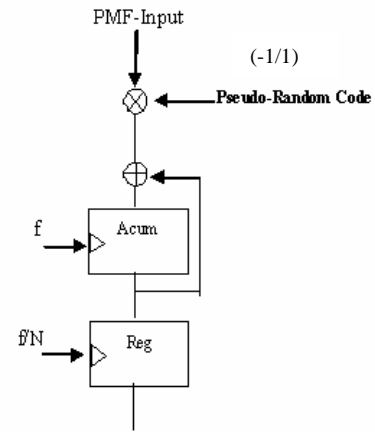 PMF-Input
(-1/1)
Pseudo-Random Code
f
Acum
f/N
Reg